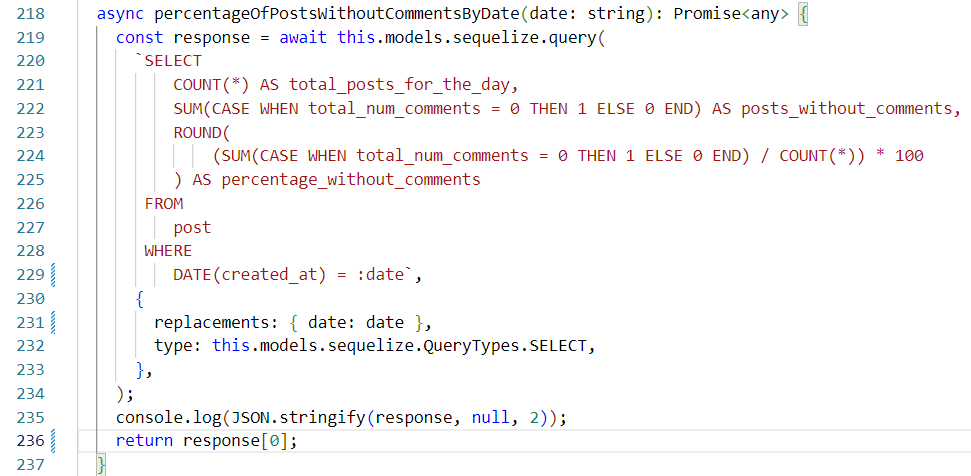 218 async percentageOfPostsWithoutCommentsByDate(date: string): Promise<any> {
219 const response = await this.models.sequelize.query(
220 `SELECT
221 COUNT(*) AS total_posts_for_the_day,
222 SUM(CASE WHEN total_num_comments = 0 THEN 1 ELSE 0 END) AS posts_without_comments,
223 ROUND(
224 (SUM(CASE WHEN total_num_comments = 0 THEN 1 ELSE 0 END) / COUNT(*)) * 100
225 ) AS percentage_without_comments
226 FROM
227 post
228 WHERE
229 DATE(created_at) = :date`,
230 {
231 replacements: { date: date },
232 type: this.models.sequelize.QueryTypes.SELECT,
233 },
234 );
235 console.log(JSON.stringify(response, null, 2));
236 return response[0];
237 }